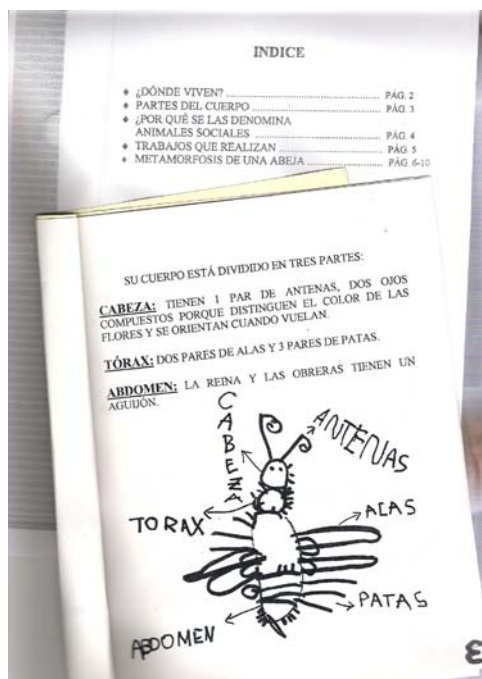 INDICE
♦ ¿DÓNDE VIVEN? ........ PÁG. 2
♦ PARTES DEL CUERPO ........ PÁG. 3
♦ ¿POR QUÉ SE LAS DENOMINA
ANIMALES SOCIALES ........ PÁG. 4
♦ TRABAJOS QUE REALIZAN ........ PÁG. 5
♦ METAMORFOSIS DE UNA ABEJA ........ PÁG. 6-10
SU CUERPO ESTÁ DIVIDIDO EN TRES PARTES:
CABEZA: TIENEN 1 PAR DE ANTENAS, DOS OJOS
COMPUESTOS PORQUE DISTINGUEN EL COLOR DE LAS
FLORES Y SE ORIENTAN CUANDO VUELAN.
TÓRAX: DOS PARES DE ALAS Y 3 PARES DE PATAS.
ABDOMEN: LA REINA Y LAS OBRERAS TIENEN UN
AGUIJÓN.
CABEZA
ANTENAS
TORAX
ALAS
PATAS
ABDOMEN
3